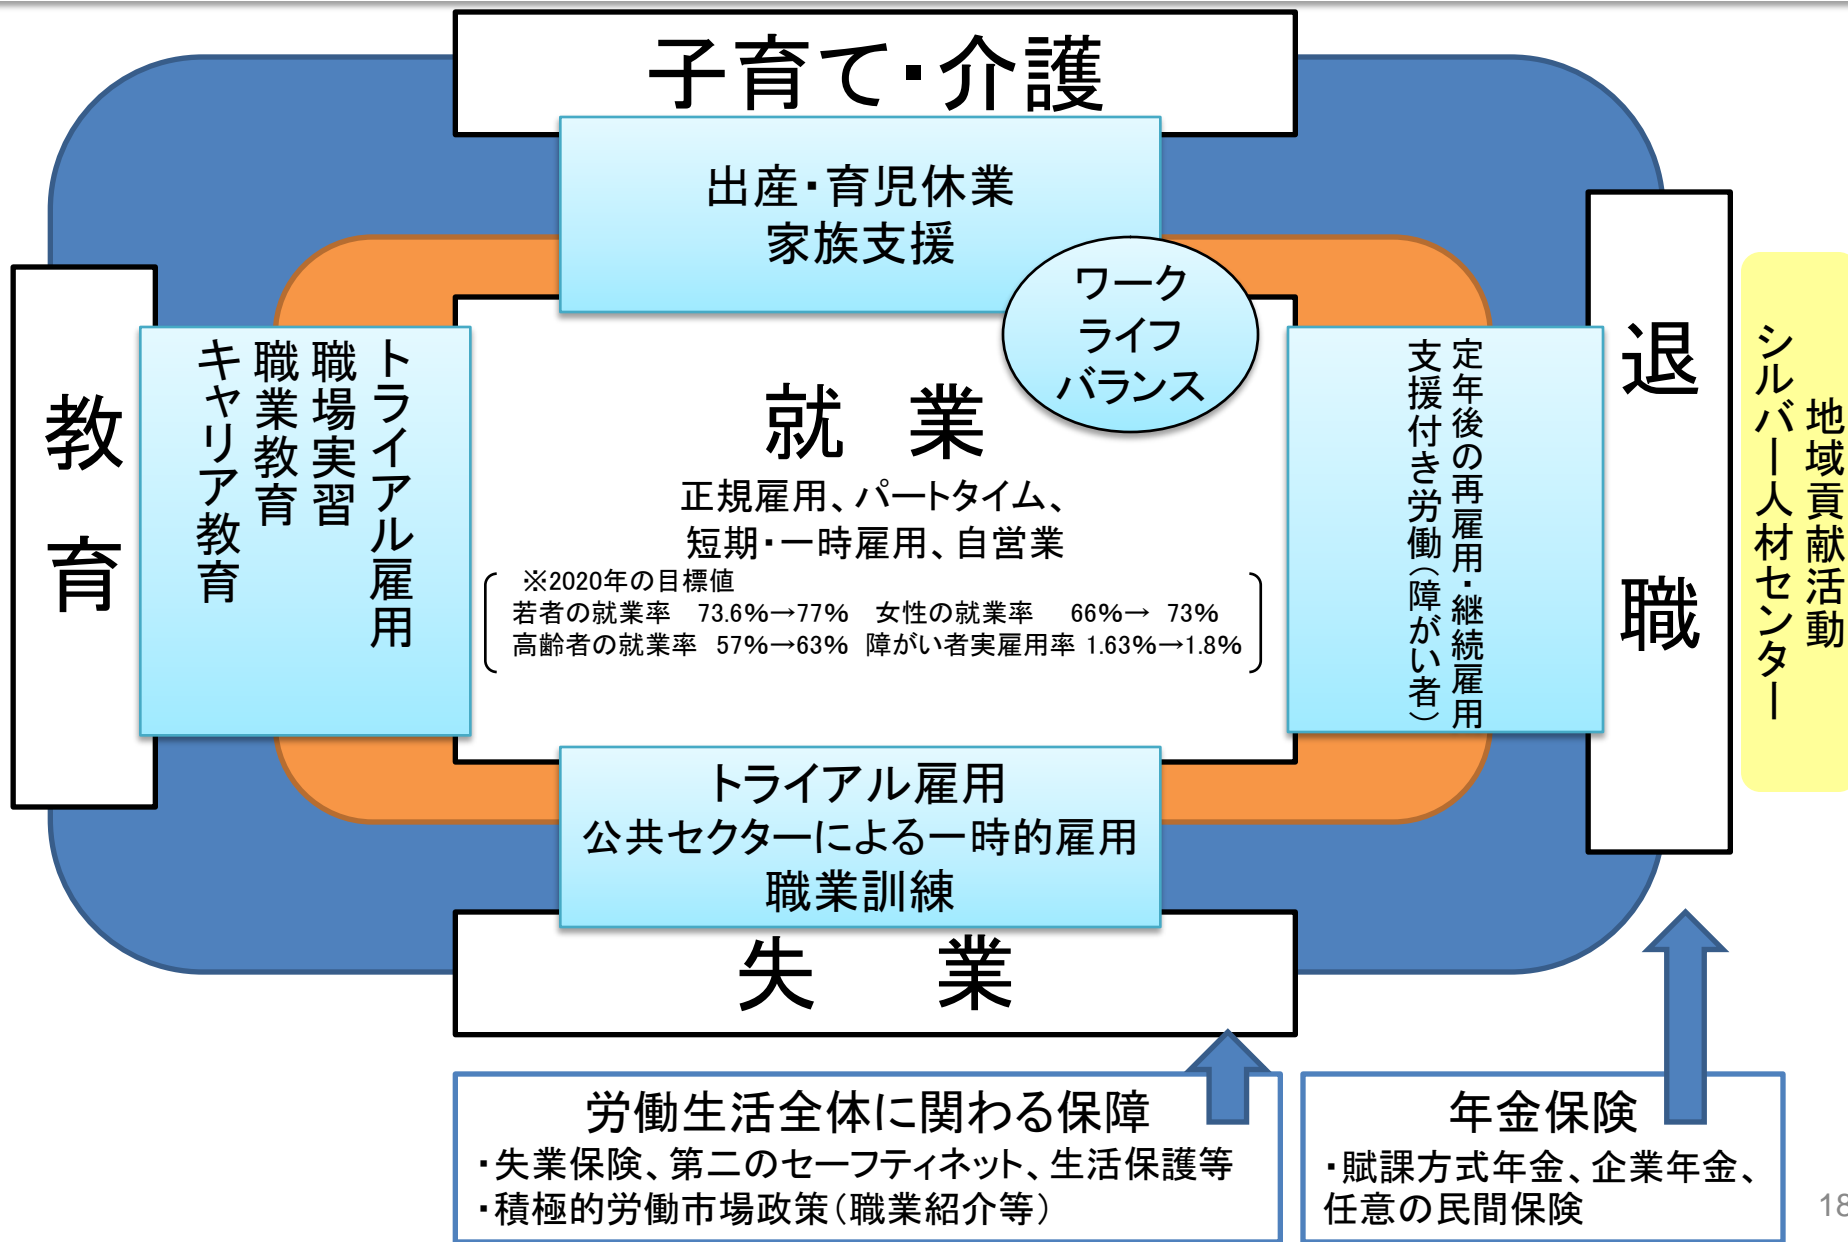 子育て・介護
出産・育児休業
家族支援
ワーク
ライフ
バランス
教育
トライアル雇用
職場実習
職業教育
キャリア教育
就 業
正規雇用、パートタイム、
短期・一時雇用、自営業
※2020年の目標値
若者の就業率 73.6%→77% 女性の就業率 66%→ 73%
高齢者の就業率 57%→63% 障がい者実雇用率 1.63%→1.8%
定年後の再雇用・継続雇用
支援付き労働(障がい者)
退職
地域貢献活動
シルバー人材センター
トライアル雇用
公共セクターによる一時的雇用
職業訓練
失 業
労働生活全体に関わる保障
・失業保険、第二のセーフティネット、生活保護等
・積極的労働市場政策(職業紹介等)
年金保険
・賦課方式年金、企業年金、
任意の民間保険
18